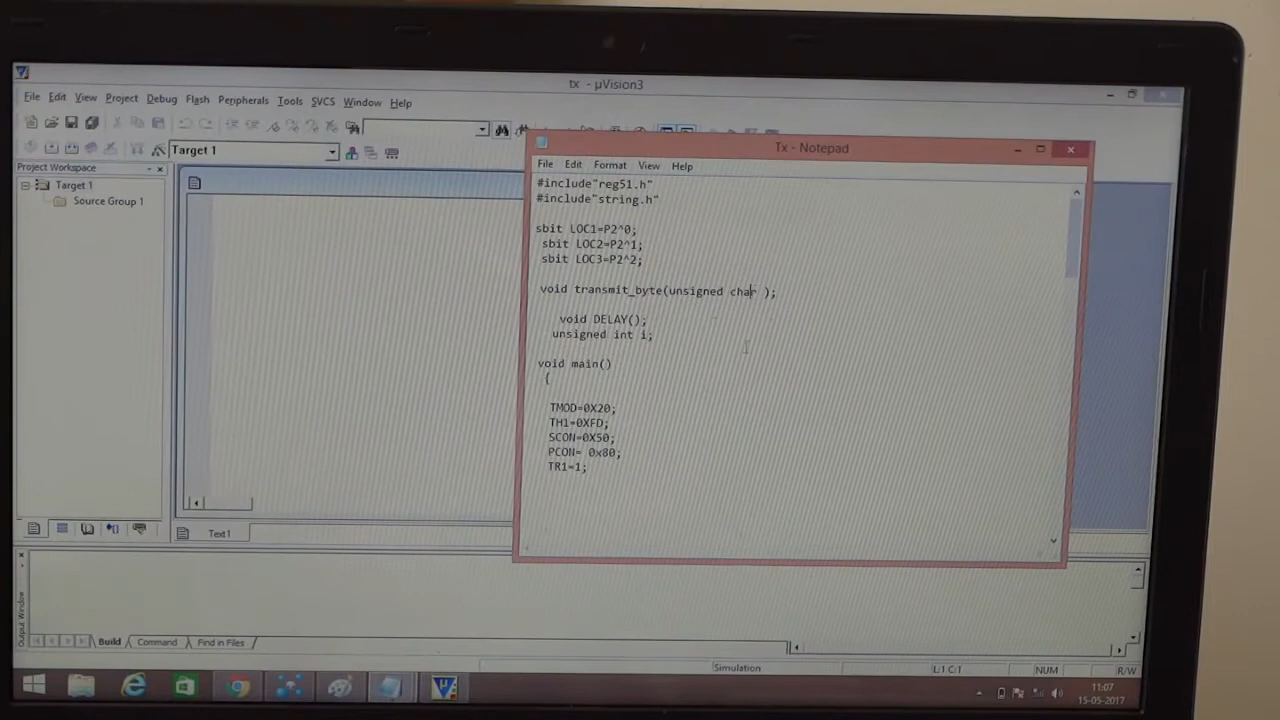 tx - µVision3
File Edit View Project Debug Flash Peripherals Tools SVCS Window Help
Target 1
Project Workspace
Target 1
Source Group 1
Tx - Notepad
File Edit Format View Help
#include"reg51.h"
#include"string.h"
sbit LOC1=P2^0;
sbit LOC2=P2^1;
sbit LOC3=P2^2;
void transmit_byte(unsigned char );
void DELAY();
unsigned int i;
void main()
{
TMOD=0X20;
TH1=0XFD;
SCON=0X50;
PCON= 0x80;
TR1=1;
Text1
Output Window
Build Command Find in Files
Simulation L:1 C:1 NUM R/W
11:07
15-05-2017